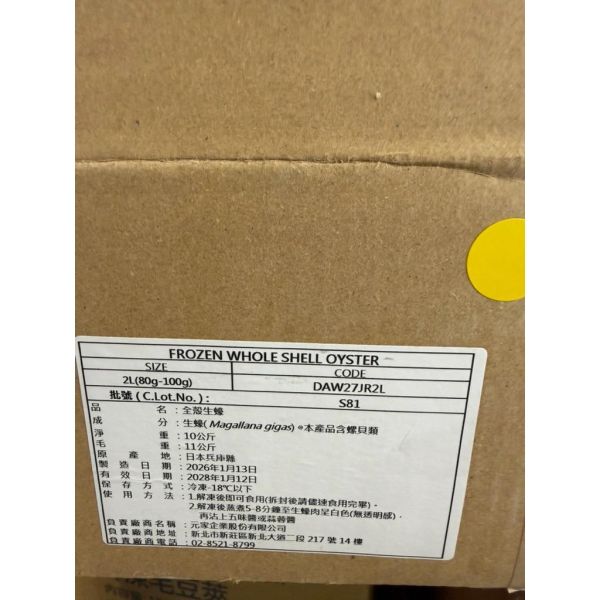 FROZEN WHOLE SHELL OYSTER
SIZE CODE
2L(80g-100g) DAW27JR2L
批號 ( C.Lot.No.) : S81
品名:全殼生蠔
成分:生蠔( Magallana gigas) ※本產品含螺貝類
淨重:10公斤
毛重:11公斤
原產地:日本兵庫縣
製造日期:2026年1月13日
有效日期:2028年1月12日
保存方式:冷凍-18℃以下
使用方法:1.解凍後即可食用(拆封後請儘速食用完畢)。
2.解凍後蒸煮5-8分鐘至生蠔肉呈白色(無透明感)，
再沾上五味醬或蒜蓉醬
負責廠商名稱:元家企業股份有限公司
負責廠商地址:新北市新莊區新北大道二段 217 號 14 樓
負責廠商電話:02-8521-8799
毛豆莢